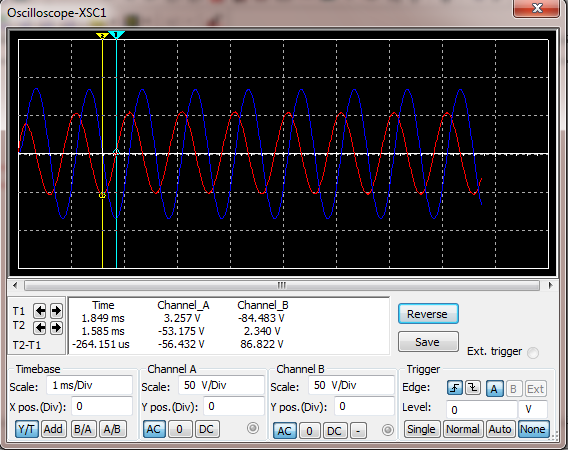 Oscilloscope-XSC1
2 1
T1
T2
T2-T1
Time Channel_A Channel_B
1.849 ms 3.257 V -84.483 V
1.585 ms -53.175 V 2.340 V
-264.151 us -56.432 V 86.822 V
Reverse
Save
Ext. trigger
Timebase
Scale: 1 ms/Div
X pos.(Div): 0
Y/T Add B/A A/B
Channel A
Scale: 50 V/Div
Y pos.(Div): 0
AC 0 DC
Channel B
Scale: 50 V/Div
Y pos.(Div): 0
AC 0 DC -
Trigger
Edge: A B Ext
Level: 0 V
Single Normal Auto None